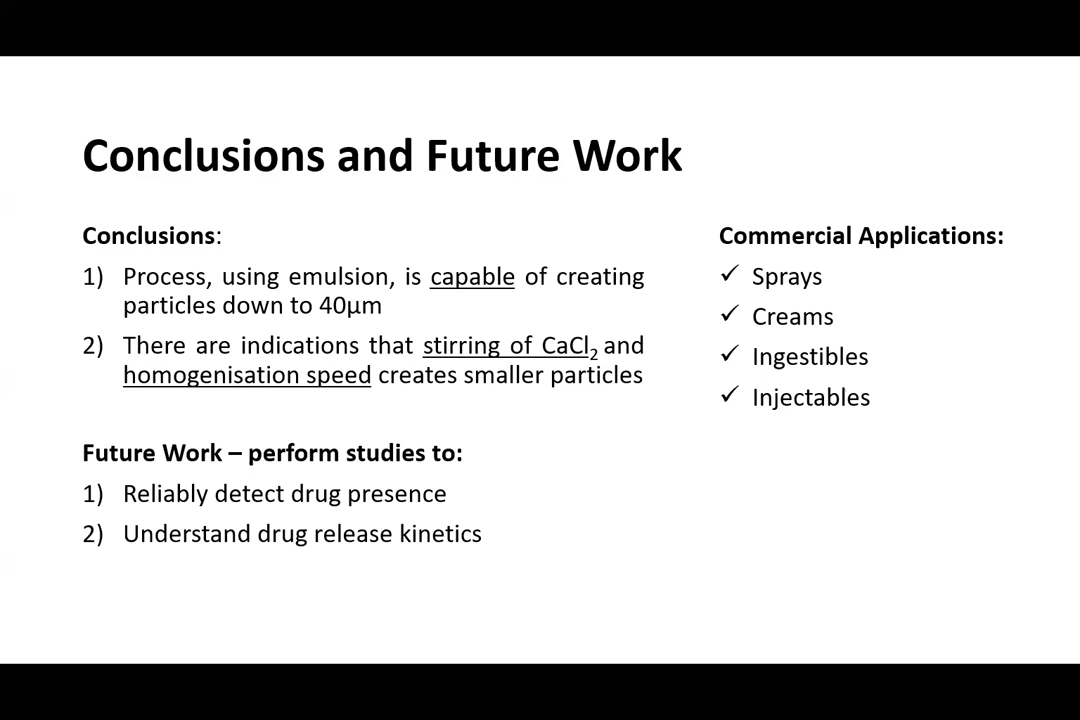 Conclusions and Future Work
Conclusions:
1) Process, using emulsion, is capable of creating
particles down to 40µm
2) There are indications that stirring of CaCl₂ and
homogenisation speed creates smaller particles
Future Work – perform studies to:
1) Reliably detect drug presence
2) Understand drug release kinetics
Commercial Applications:
✓ Sprays
✓ Creams
✓ Ingestibles
✓ Injectables